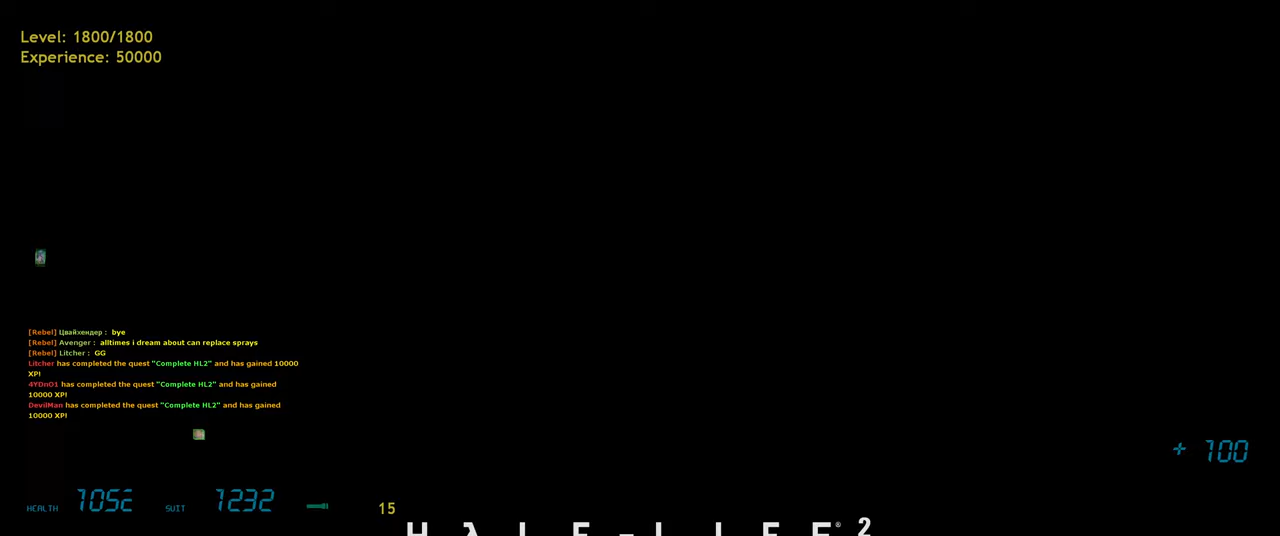 Level: 1800/1800
Experience: 50000
[Rebel] Цвайхендер : bye
[Rebel] Avenger : alltimes i dream about can replace sprays
[Rebel] Litcher : GG
Litcher has completed the quest "Complete HL2" and has gained 10000
XP!
4YDnO1 has completed the quest "Complete HL2" and has gained
10000 XP!
DevilMan has completed the quest "Complete HL2" and has gained
10000 XP!
+ 100
HEALTH 1052 SUIT 1232 15
HλLF-LIFE® 2